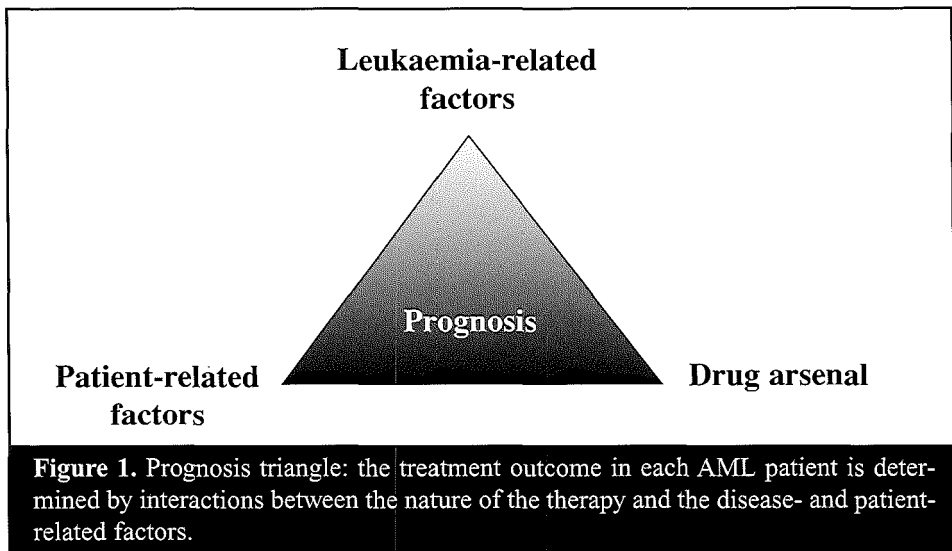 Leukaemia-related
factors
Prognosis
Patient-related
factors
Drug arsenal
Figure 1. Prognosis triangle: the treatment outcome in each AML patient is deter-
mined by interactions between the nature of the therapy and the disease- and patient-
related factors.